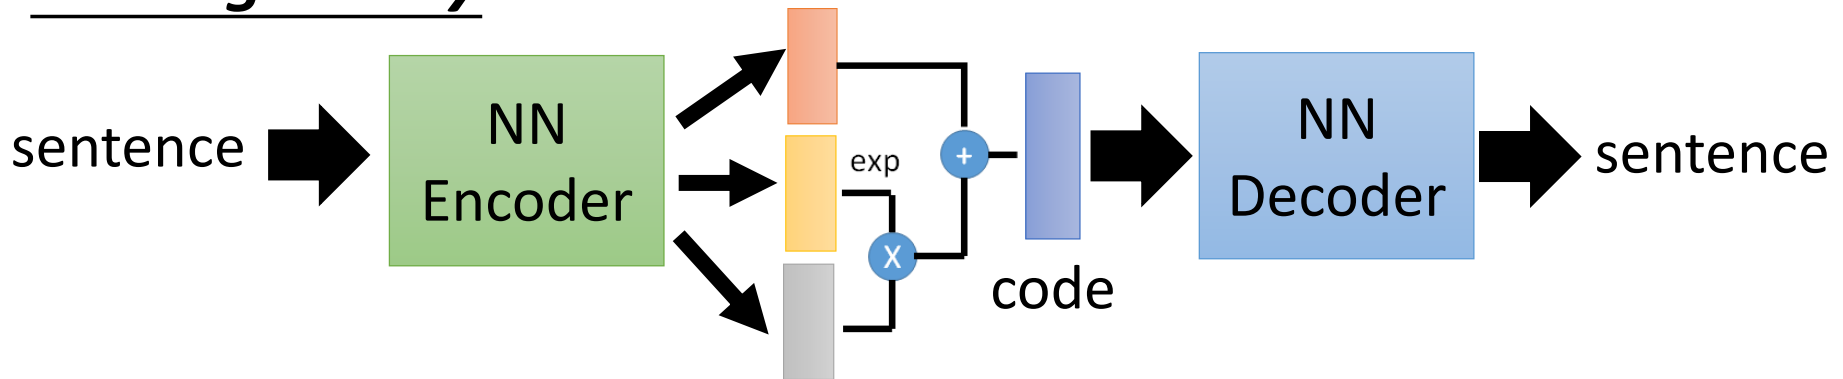 sentence
NN
Encoder
exp
X
+
code
NN
Decoder
sentence